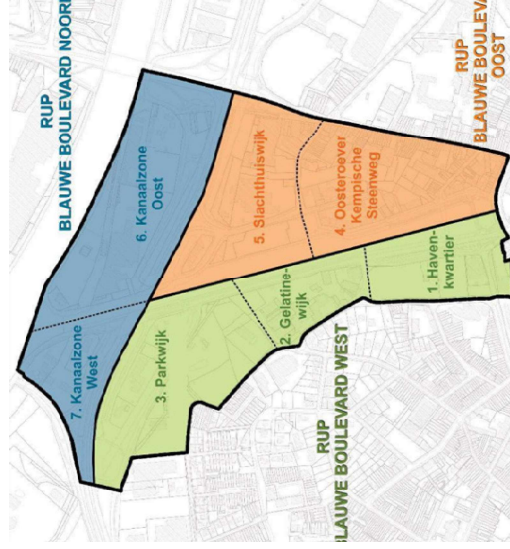 RUP
BLAUWE BOULEVARD NOORD
7. Kanaalzone
West
6. Kanaalzone
Oost
3. Parkwijk
5. Slachthuiswijk
2. Gelatine-
wijk
4. Oosteroever
Kempische
Steenweg
1. Haven-
kwartier
RUP
BLAUWE BOULEVARD WEST
RUP
BLAUWE BOULEVA
OOST